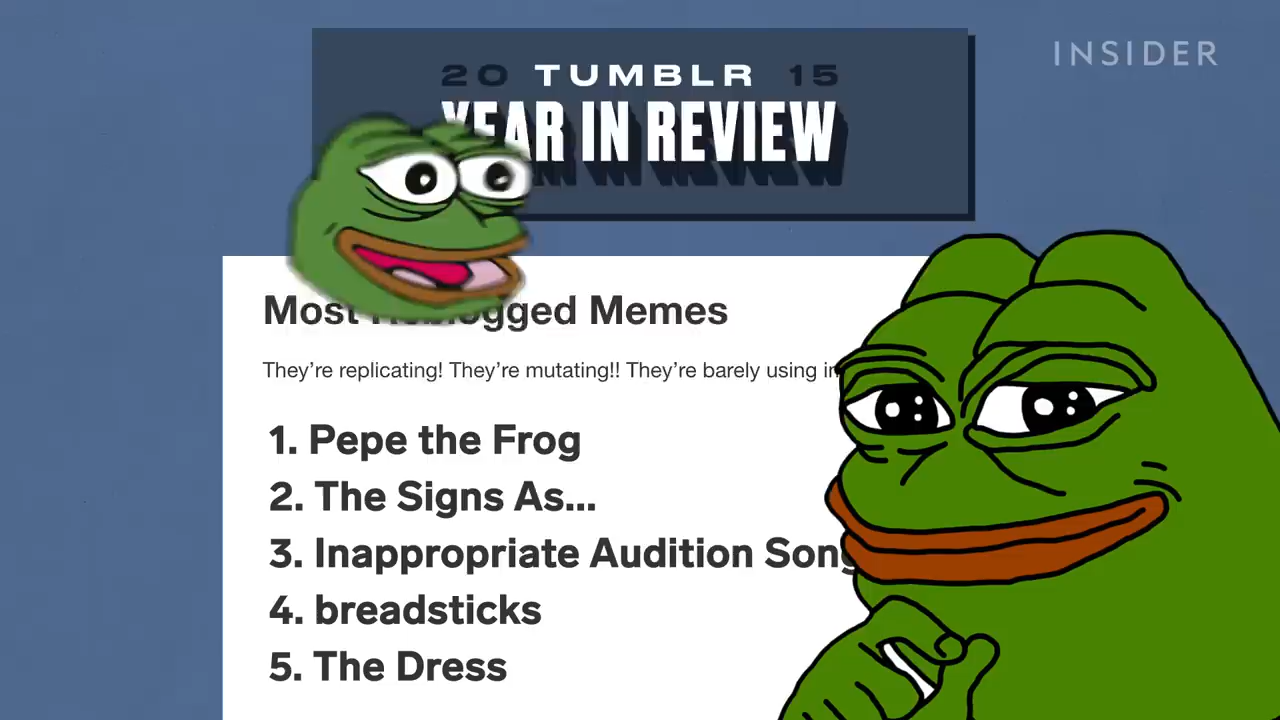 INSIDER
20 TUMBLR 15
YEAR IN REVIEW
Most Reblogged Memes
They’re replicating! They’re mutating!! They’re barely using
1. Pepe the Frog
2. The Signs As...
3. Inappropriate Audition
4. breadsticks
5. The Dress